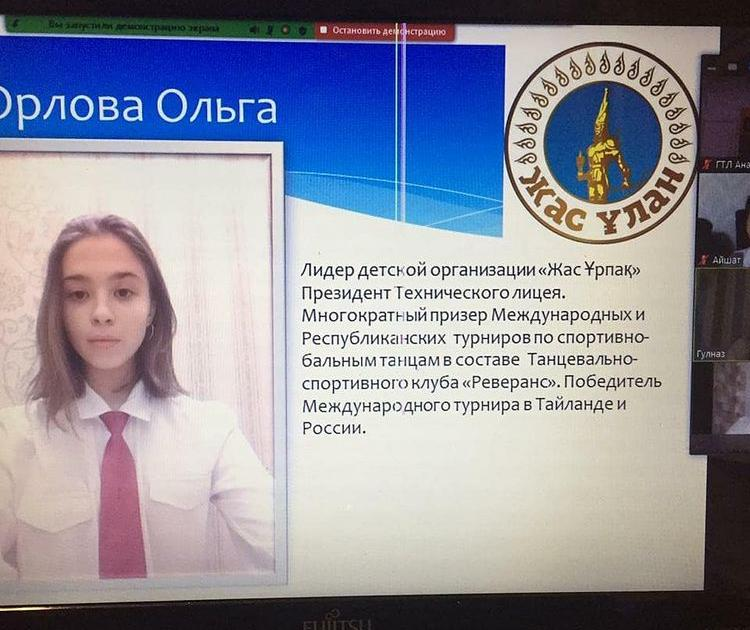 Вы запустили демонстрацию экрана
Остановить демонстрацию
Орлова Ольга
Жас Ұлан
ГТЛ Ана
Айшат
Лидер детской организации «Жас Ұрпақ»
Президент Технического лицея.
Многократный призер Международных и
Республиканских турниров по спортивно-
бальным танцам в составе Танцевально-
спортивного клуба «Реверанс». Победитель
Международного турнира в Тайланде и
России.
Гулназ
FUJITSU